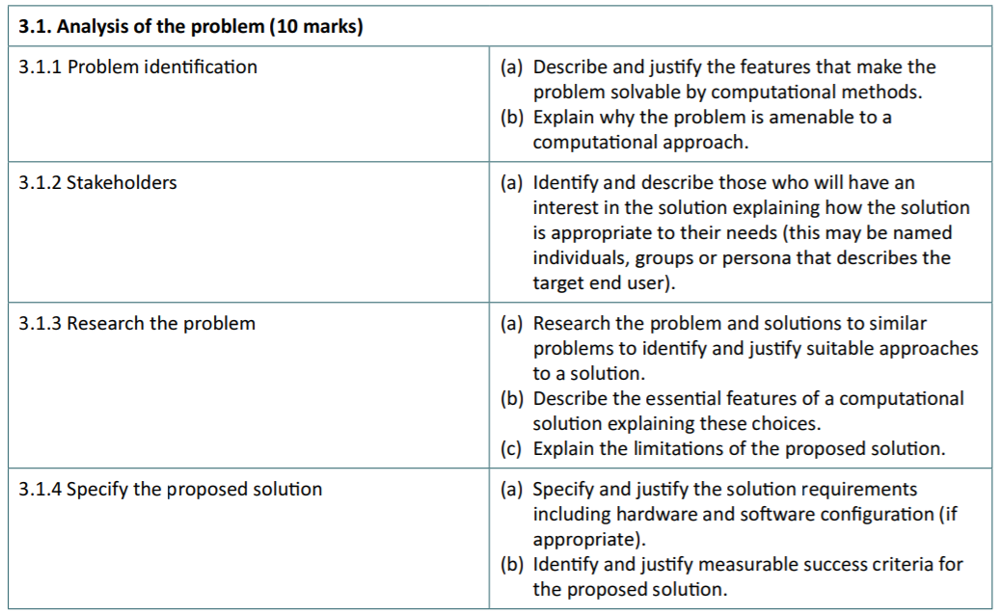 3.1. Analysis of the problem (10 marks)
3.1.1 Problem identification
(a) Describe and justify the features that make the
problem solvable by computational methods.
(b) Explain why the problem is amenable to a
computational approach.
3.1.2 Stakeholders
(a) Identify and describe those who will have an
interest in the solution explaining how the solution
is appropriate to their needs (this may be named
individuals, groups or persona that describes the
target end user).
3.1.3 Research the problem
(a) Research the problem and solutions to similar
problems to identify and justify suitable approaches
to a solution.
(b) Describe the essential features of a computational
solution explaining these choices.
(c) Explain the limitations of the proposed solution.
3.1.4 Specify the proposed solution
(a) Specify and justify the solution requirements
including hardware and software configuration (if
appropriate).
(b) Identify and justify measurable success criteria for
the proposed solution.